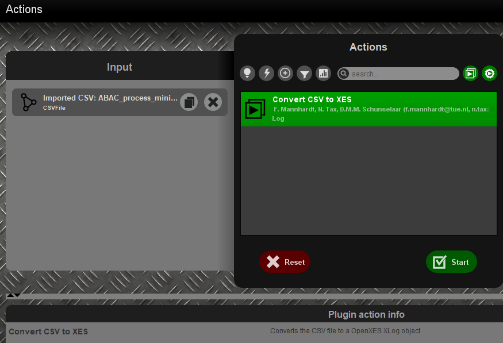 Actions
Input
Imported CSV: ABAC_process_mini...
CSVFile
Actions
search...
Convert CSV to XES
F. Mannhardt, N. Tax, D.M.M. Schunselaar (f.mannhardt@tue.nl, n.tax
Log
Reset
Start
Plugin action info
Convert CSV to XES
Converts the CSV file to a OpenXES XLog object